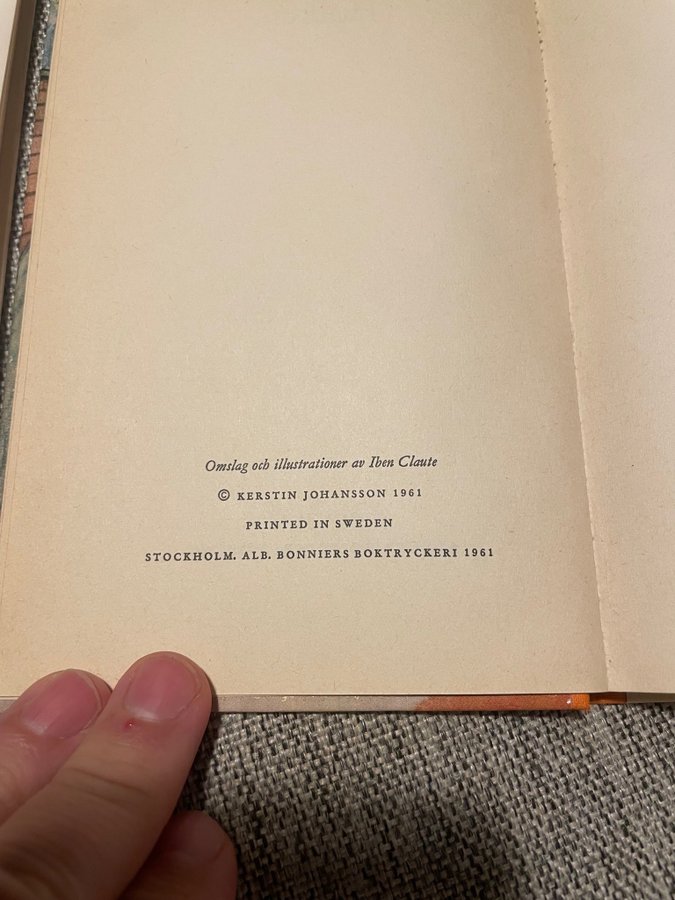 Omslag och illustrationer av Iben Claute
© KERSTIN JOHANSSON 1961
PRINTED IN SWEDEN
STOCKHOLM. ALB. BONNIERS BOKTRYCKERI 1961